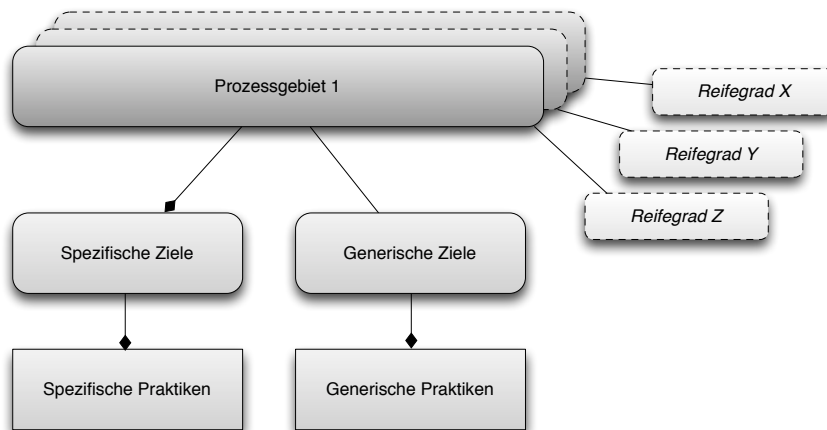 Prozessgebiet 1
Reifegrad X
Reifegrad Y
Reifegrad Z
Spezifische Ziele
Generische Ziele
Spezifische Praktiken
Generische Praktiken